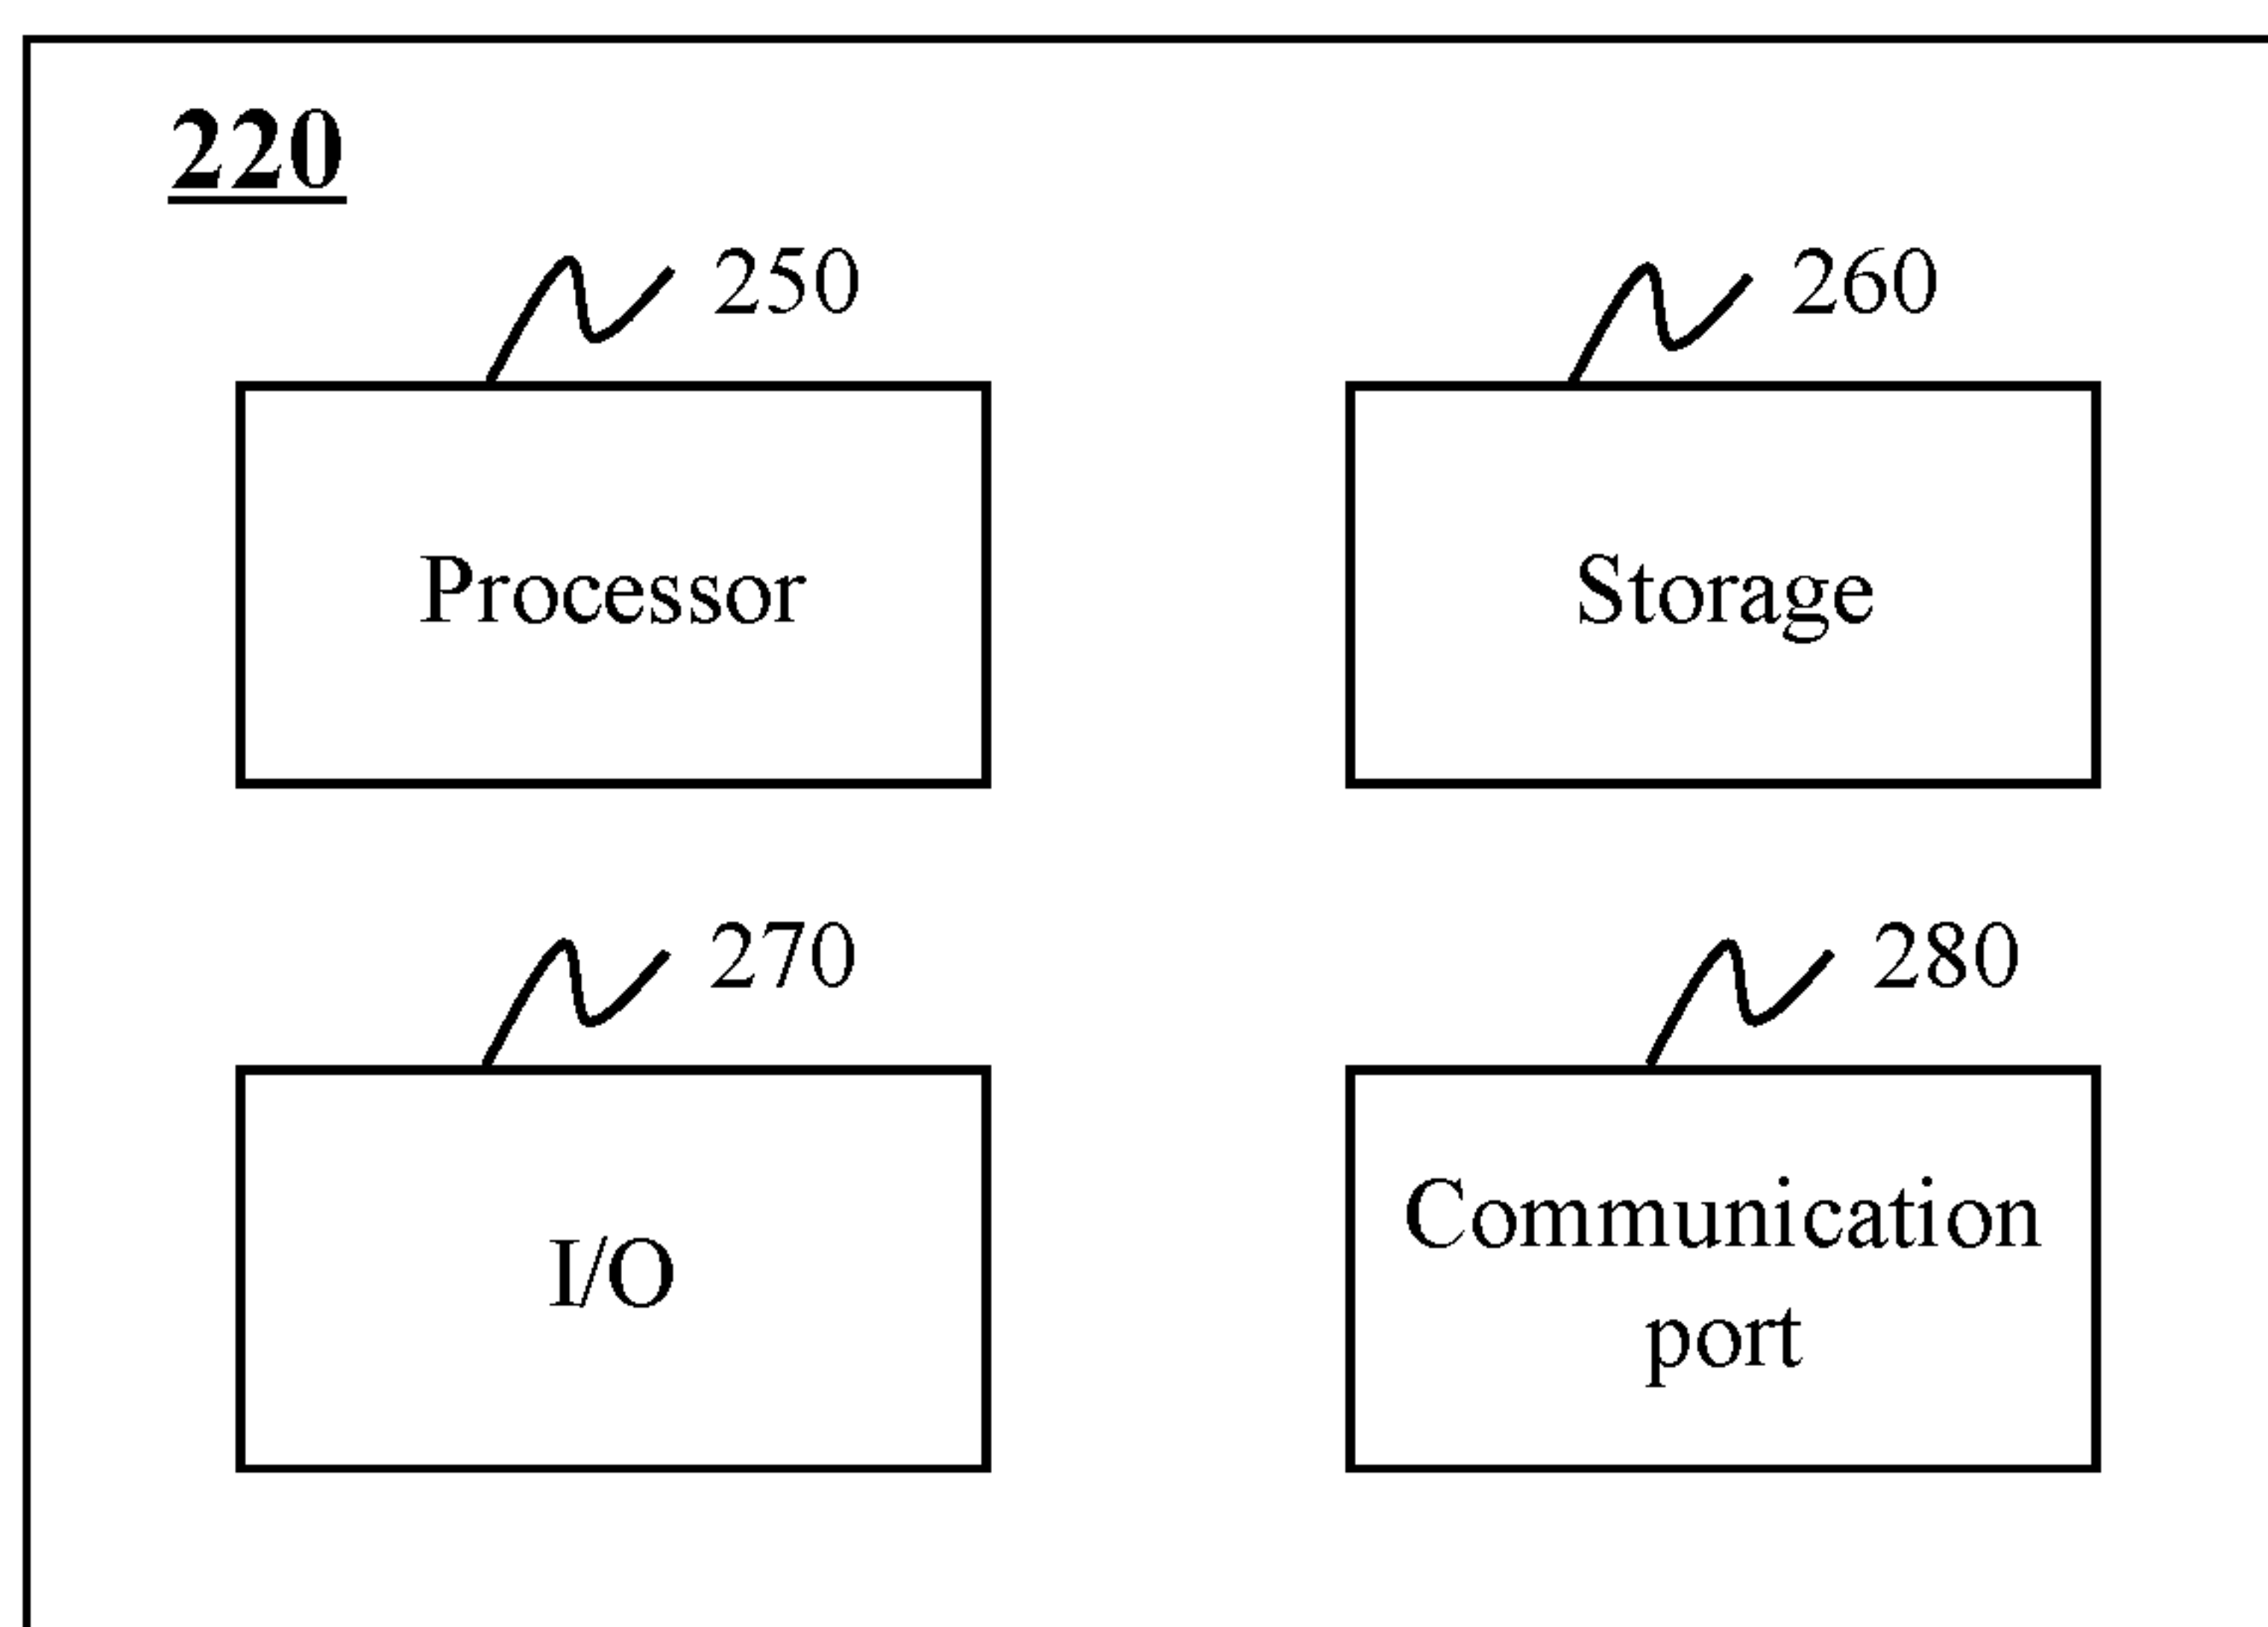 220
250
260
Processor
Storage
270
280
I/O
Communication
port